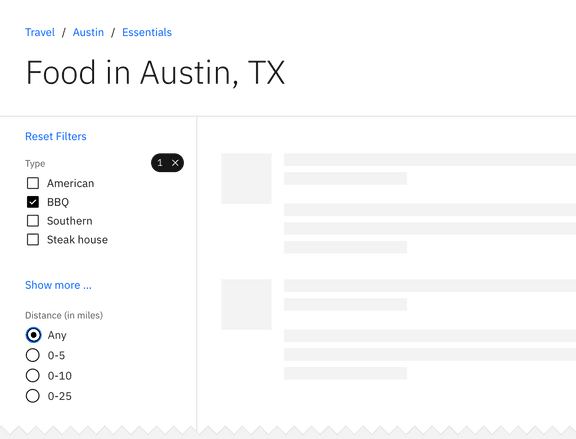 Travel / Austin / Essentials
Food in Austin, TX
Reset Filters
Type 1 ×
American
BBQ
Southern
Steak house
Show more ...
Distance (in miles)
Any
0-5
0-10
0-25